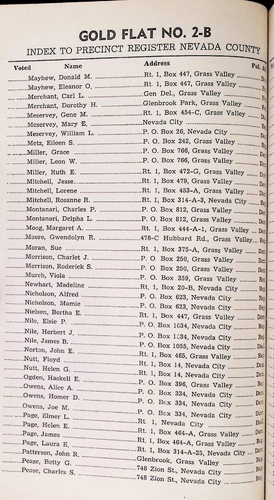 GOLD FLAT NO. 2-B
INDEX TO PRECINCT REGISTER NEVADA COUNTY
Voted Name Address Pol.
Mayhew, Donald M. Rt. 1, Box 447, Grass Valley
Mayhew, Eleanor O. Rt. 1, Box 447, Grass Valley
Merchant, Carl L. Gen Del., Grass Valley
Merchant, Dorothy H. Glenbrook Park, Grass Valley
Meservey, Gene M. Rt. 1, Box 454-C, Grass Valley
Meservey, Mary E. Nevada City
Meservey, William L. P. O. Box 26, Nevada City
Metz, Eileen S. P. O. Box 242, Grass Valley
Miller, Grace P. O. Box 766, Grass Valley
Miller, Leon W. P. O. Box 766, Grass Valley
Miller, Ruth E. Rt. 1, Box 472-G, Grass Valley
Mitchell, Jesse Rt. 1, Box 479, Grass Valley
Mitchell, Lorene Rt. 1, Box 453-A, Grass Valley
Mitchell, Rosanne R. Rt. 1, Box 314-A-3, Nevada City
Montanari, Charles P. P. O. Box 812, Grass Valley
Montanari, Delpha L. P. O. Box 812, Grass Valley
Moog, Margaret A. Rt. 1, Box 444-A-1, Grass Valley
Moore, Gwendolyn R. 478-C Hubbard Rd., Grass Valley
Moran, Sue Rt. 1, Box 375-A, Grass Valley
Morrison, Charlet J. P. O. Box 250, Grass Valley
Morrison, Roderick S. P. O. Box 250, Grass Valley
Murch, Viola P. O. Box 359, Grass Valley
Newhart, Madeline Rt. 1, Box 20-B, Nevada City
Nicholson, Alfred P. O. Box 623, Nevada City
Nicholson, Mamie P. O. Box 623, Nevada City
Nielsen, Bertha E. Rt. 1, Box 497, Grass Valley
Nile, Elsie P. P. O. Box 1034, Nevada City
Nile, Herbert J. P. O. Box 1034, Nevada City
Nile, James B. P. O. Box 1055, Nevada City
Norton, John E. Rt. 1, Box 465, Grass Valley
Nutt, Floyd Rt. 1, Box 14, Nevada City
Nutt, Helen G. Rt. 1, Box 14, Nevada City
Ogden, Haskell E. P. O. Box 396, Grass Valley
Owens, Alice A. P. O. Box 334, Nevada City
Owens, Homer D. P. O. Box 334, Nevada City
Owens, Joe M. P. O. Box 334, Nevada City
Page, Elmer L. P. O. Box 334, Nevada City
Page, Helen E. Rt. 1, Nevada City
Page, James Rt. 1, Box 464-A, Grass Valley
Page, Laura E. Rt. 1, Box 464-A, Grass Valley
Patterson, John R. Rt. 1, Box 314-A-25, Nevada City
Pease, Betty G. Glenbrook, Grass Valley
Pease, Charles S. 748 Zion St., Nevada City
748 Zion St., Nevada City